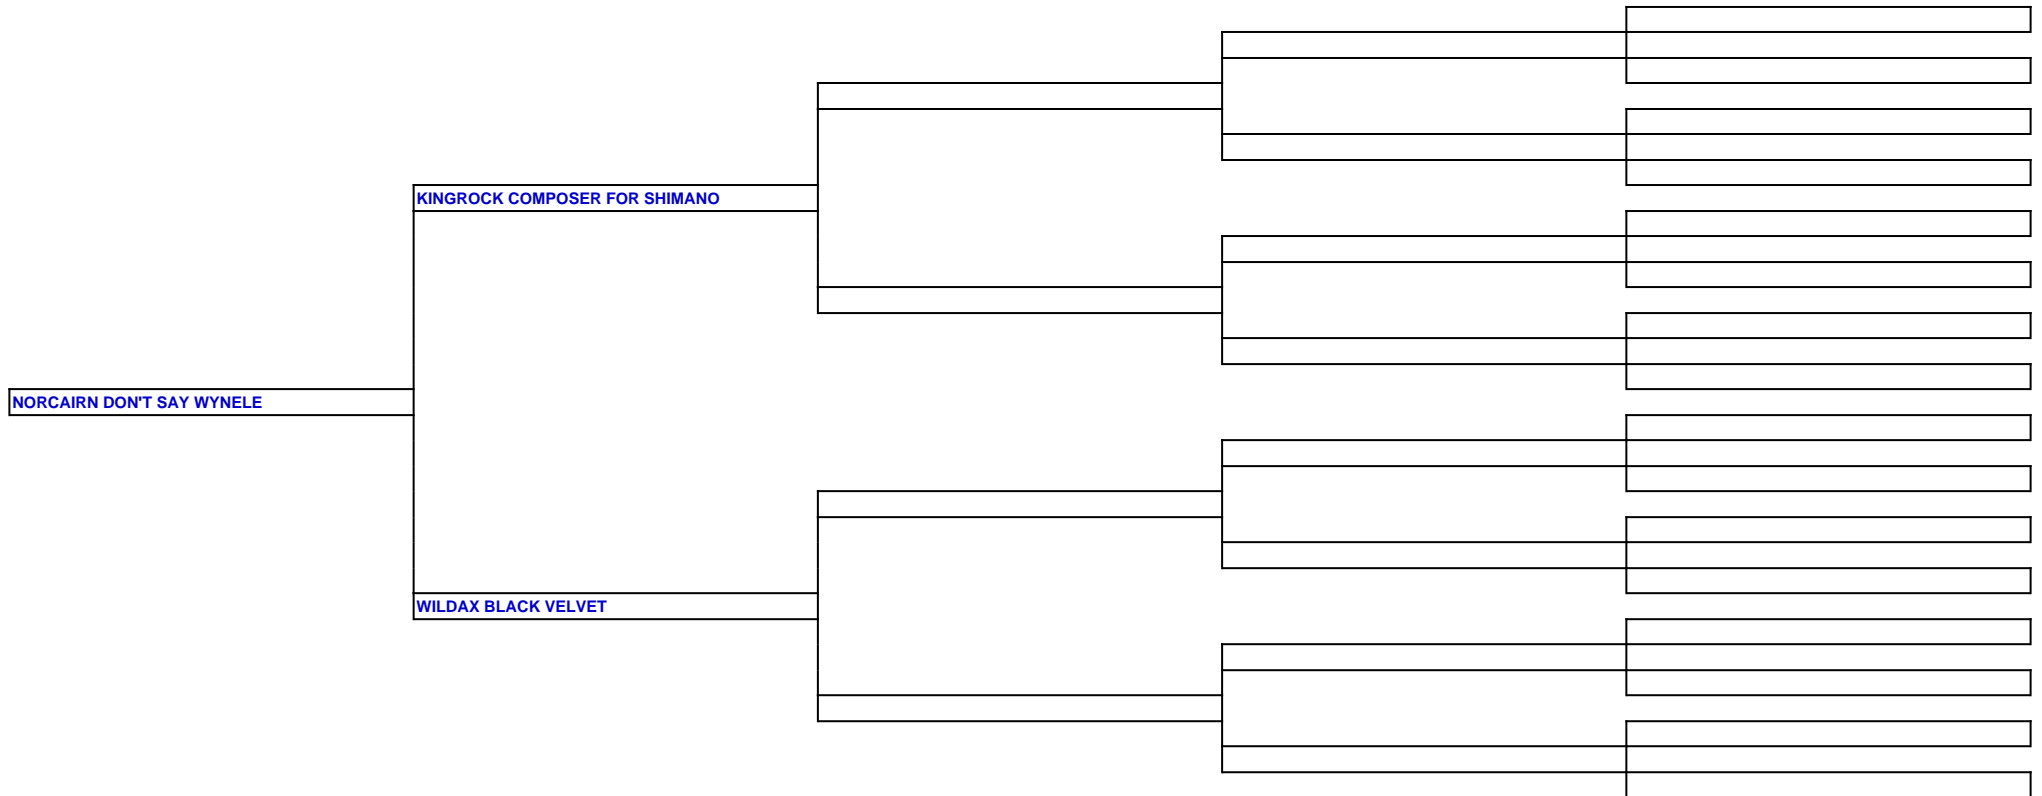 KINGROCK COMPOSER FOR SHIMANO
NORCAIRN DON'T SAY WYNELE
WILDAX BLACK VELVET